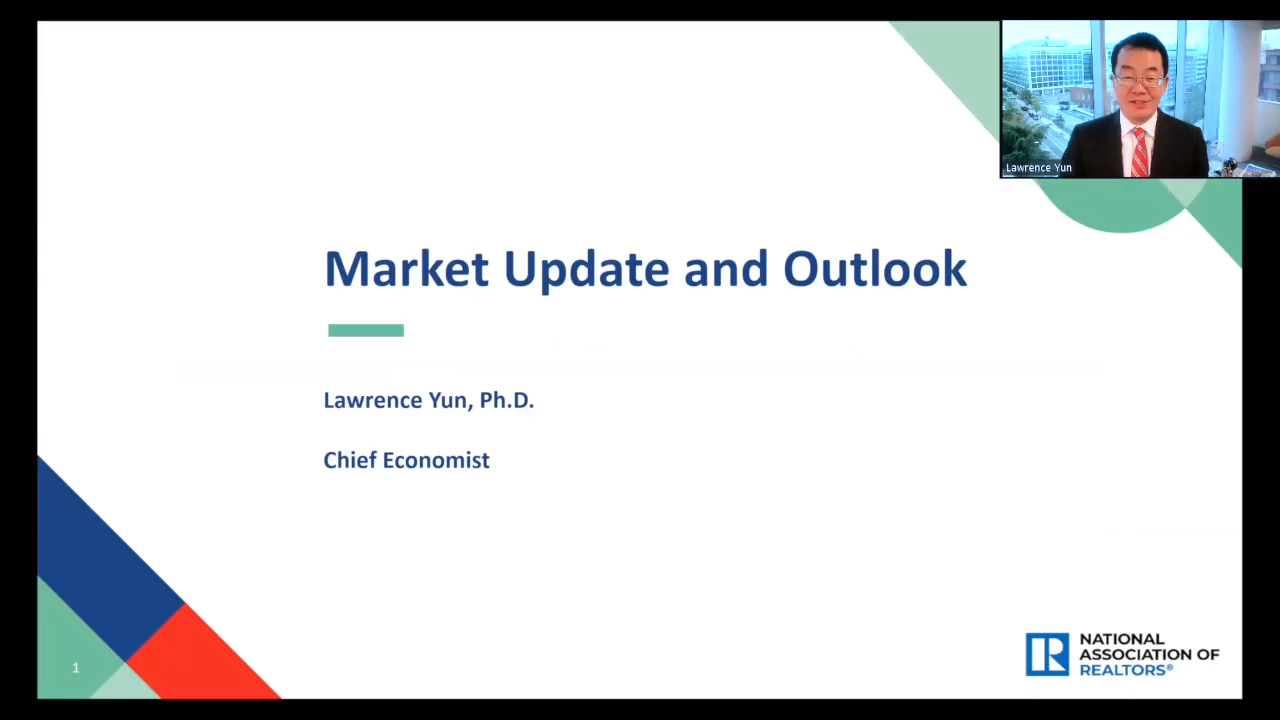 Lawrence Yun
Market Update and Outlook
Lawrence Yun, Ph.D.
Chief Economist
1
NATIONAL
ASSOCIATION OF
REALTORS®